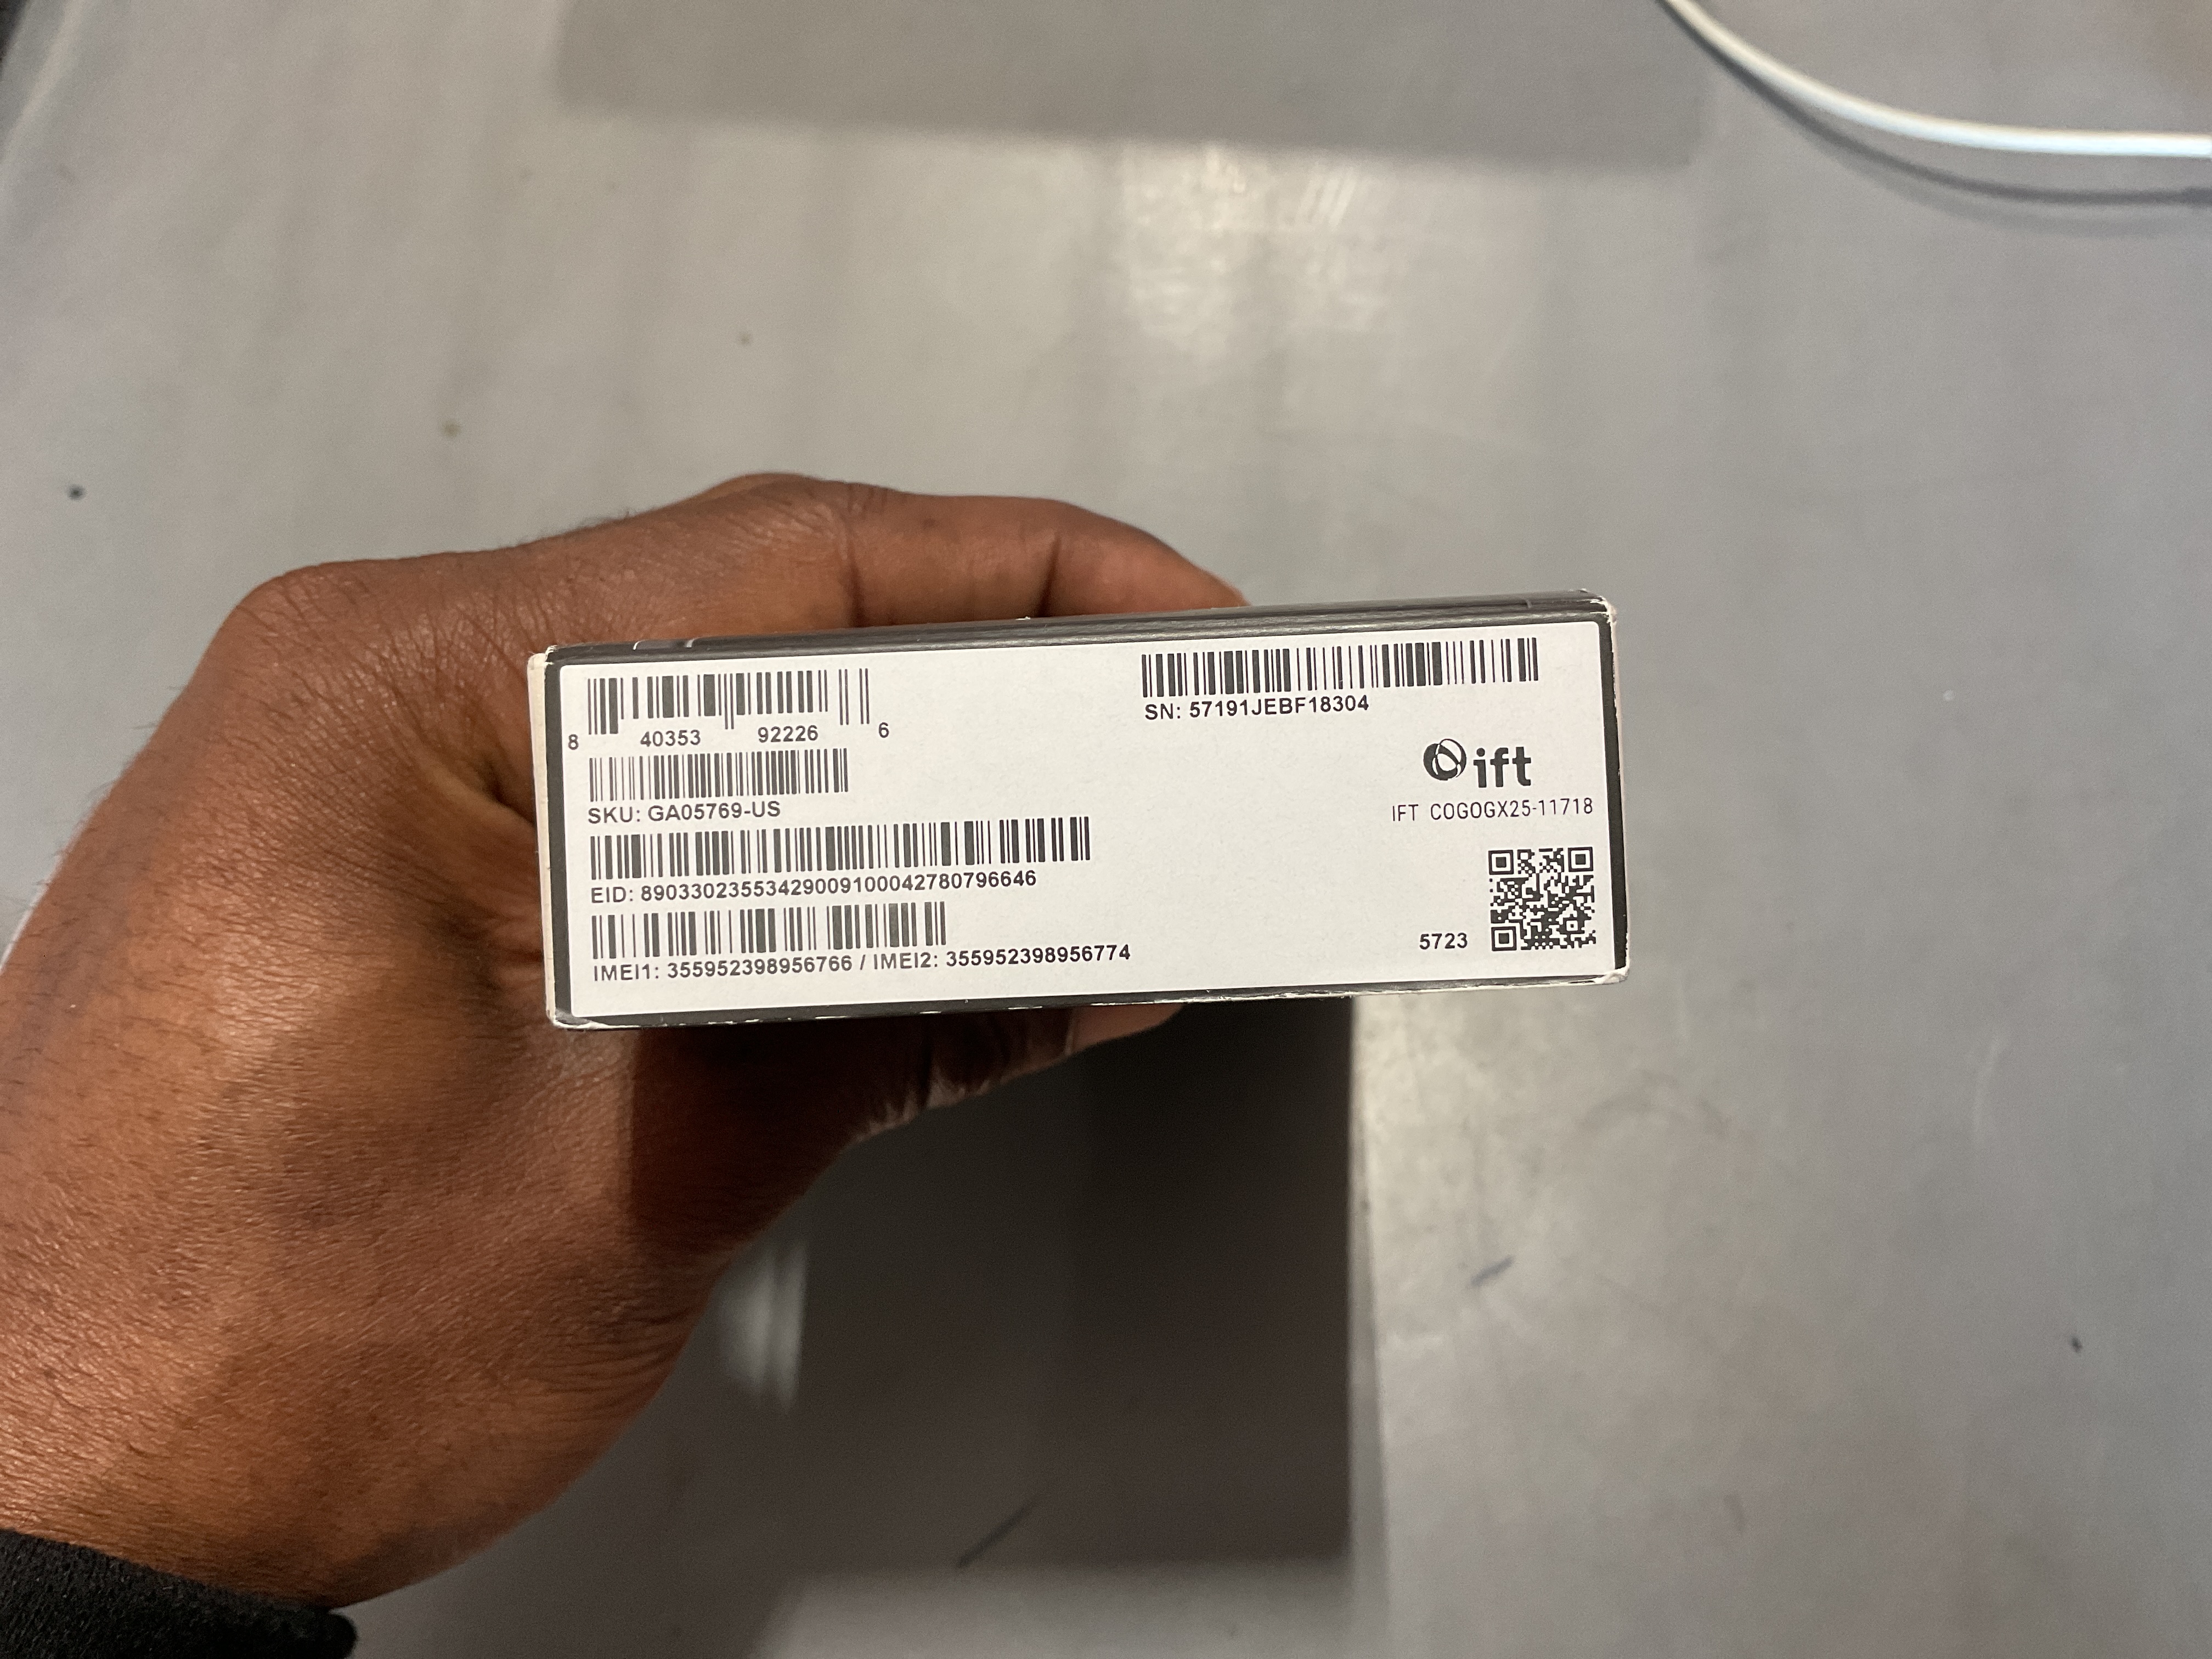 8 40353 92226 6
SN: 57191JEBF18304
SKU: GA05769-US
ift
IFT COGOGX25-11718
EID: 89033023553429009100042780796646
5723
IMEI1: 355952398956766 / IMEI2: 355952398956774